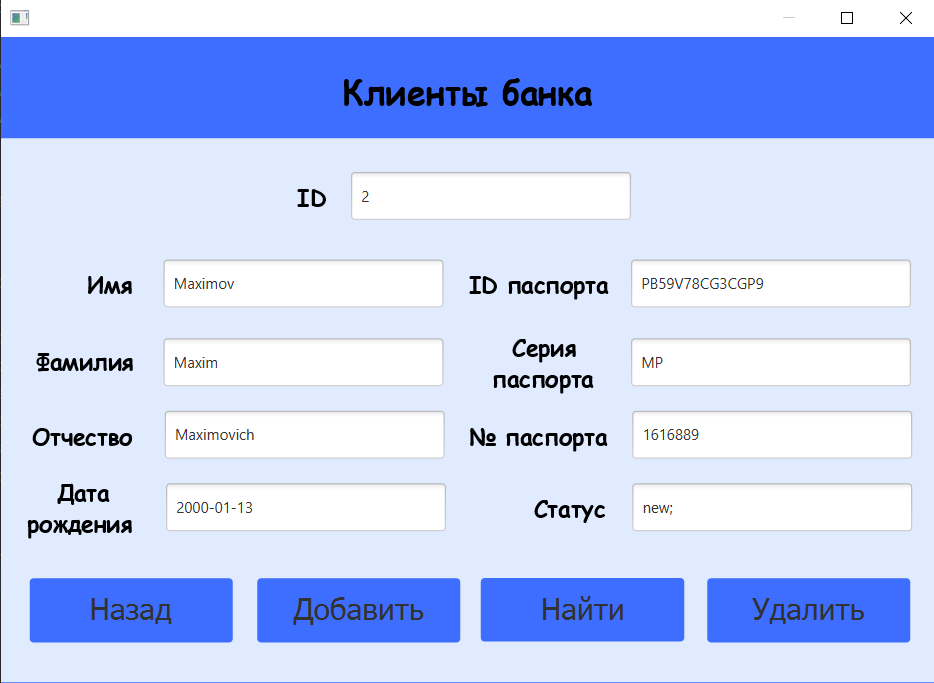 Клиенты банка
ID
2
Имя
Maximov
ID паспорта
PB59V78CG3CGP9
Фамилия
Maxim
Серия
паспорта
MP
Отчество
Maximovich
№ паспорта
1616889
Дата
рождения
2000-01-13
Статус
new;
Назад
Добавить
Найти
Удалить